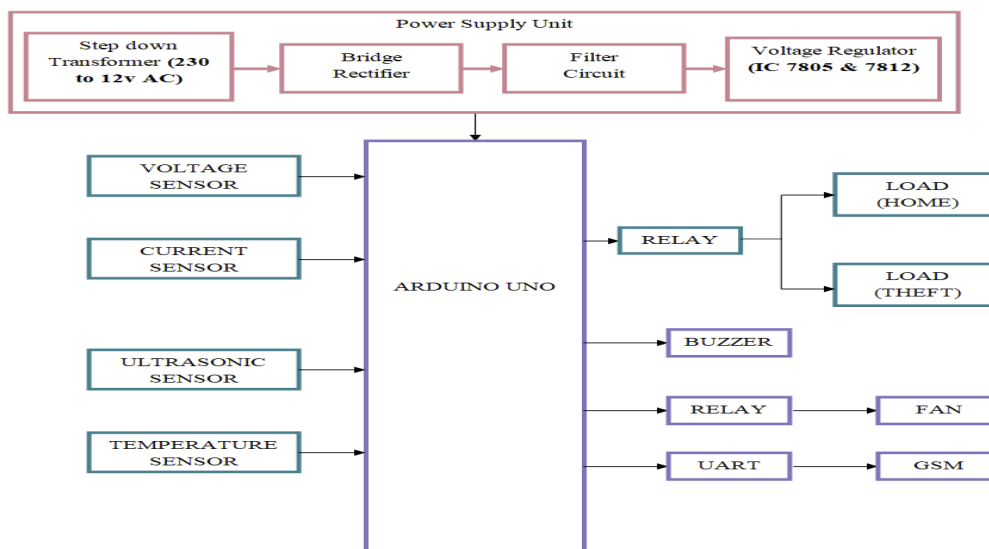 Power Supply Unit
Step down
Transformer (230
to 12v AC)
Bridge
Rectifier
Filter
Circuit
Voltage Regulator
(IC 7805 & 7812)
VOLTAGE
SENSOR
CURRENT
SENSOR
ULTRASONIC
SENSOR
TEMPERATURE
SENSOR
ARDUINO UNO
RELAY
LOAD
(HOME)
LOAD
(THEFT)
BUZZER
RELAY
FAN
UART
GSM